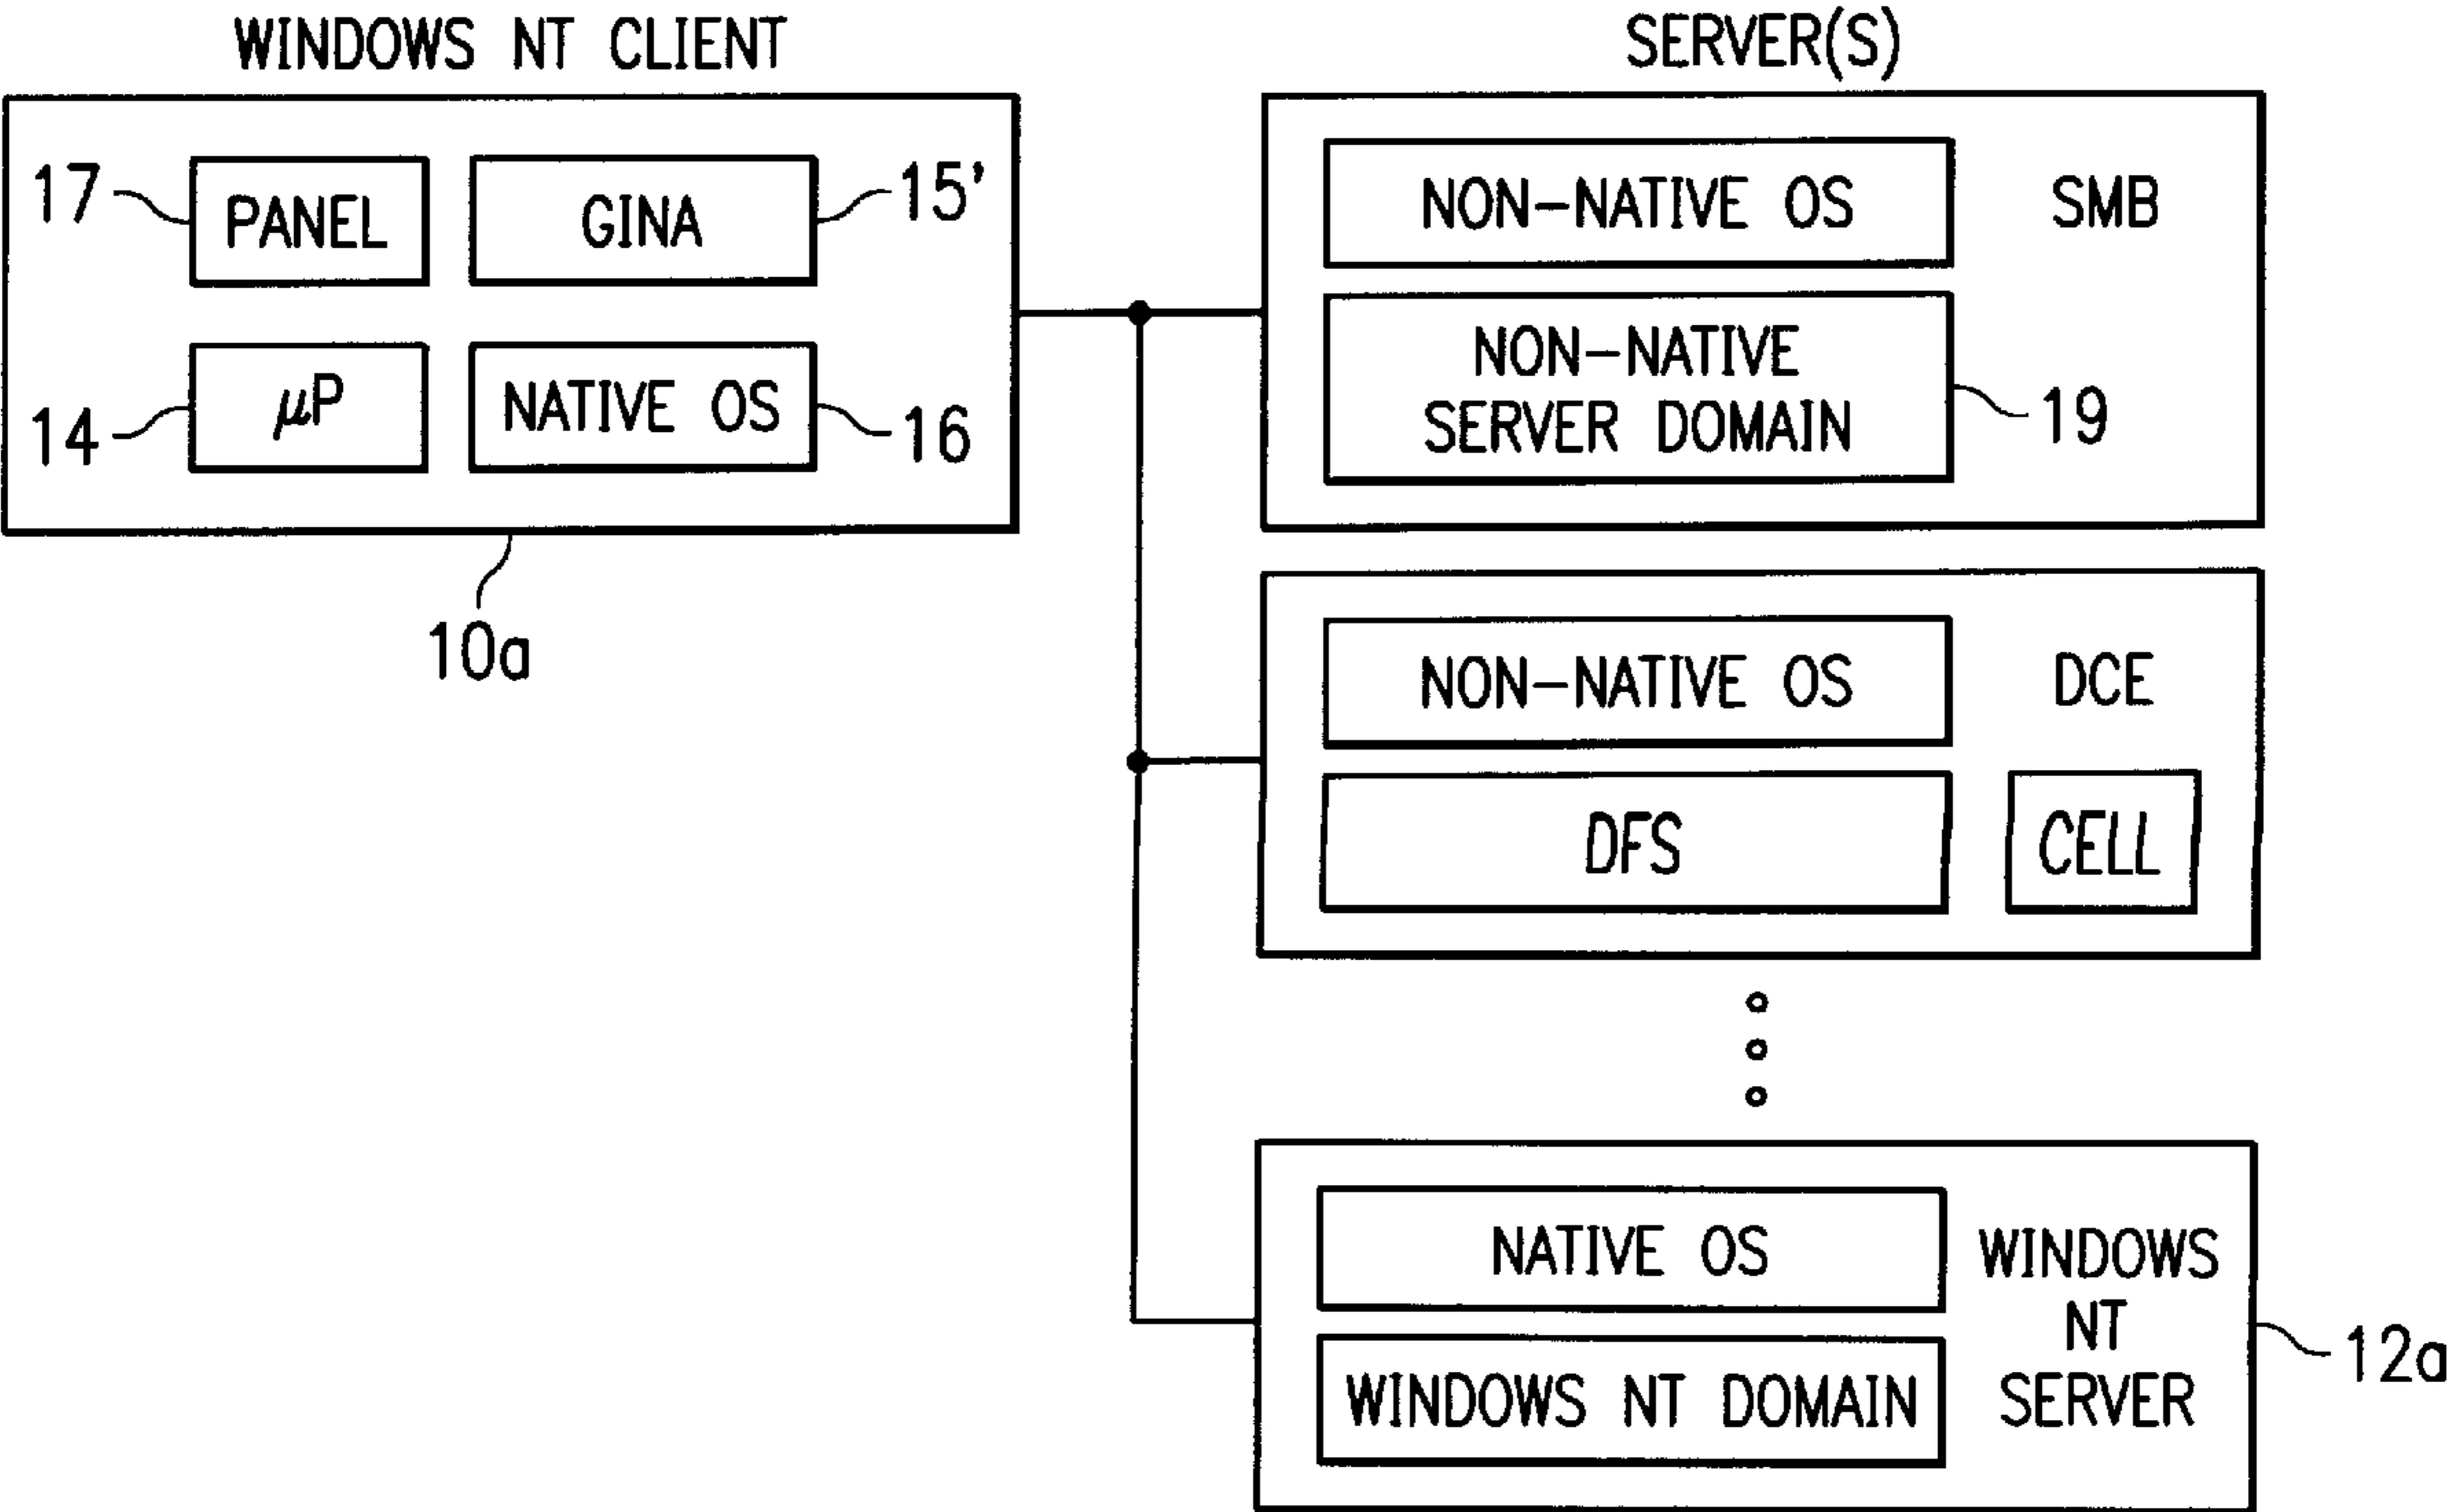 WINDOWS NT CLIENT
17
PANEL
GINA
15'
14
μP
NATIVE OS
16
10a
SERVER(S)
NON-NATIVE OS
SMB
NON-NATIVE
SERVER DOMAIN
19
NON-NATIVE OS
DCE
DFS
CELL
NATIVE OS
WINDOWS NT DOMAIN
WINDOWS
NT
SERVER
12a